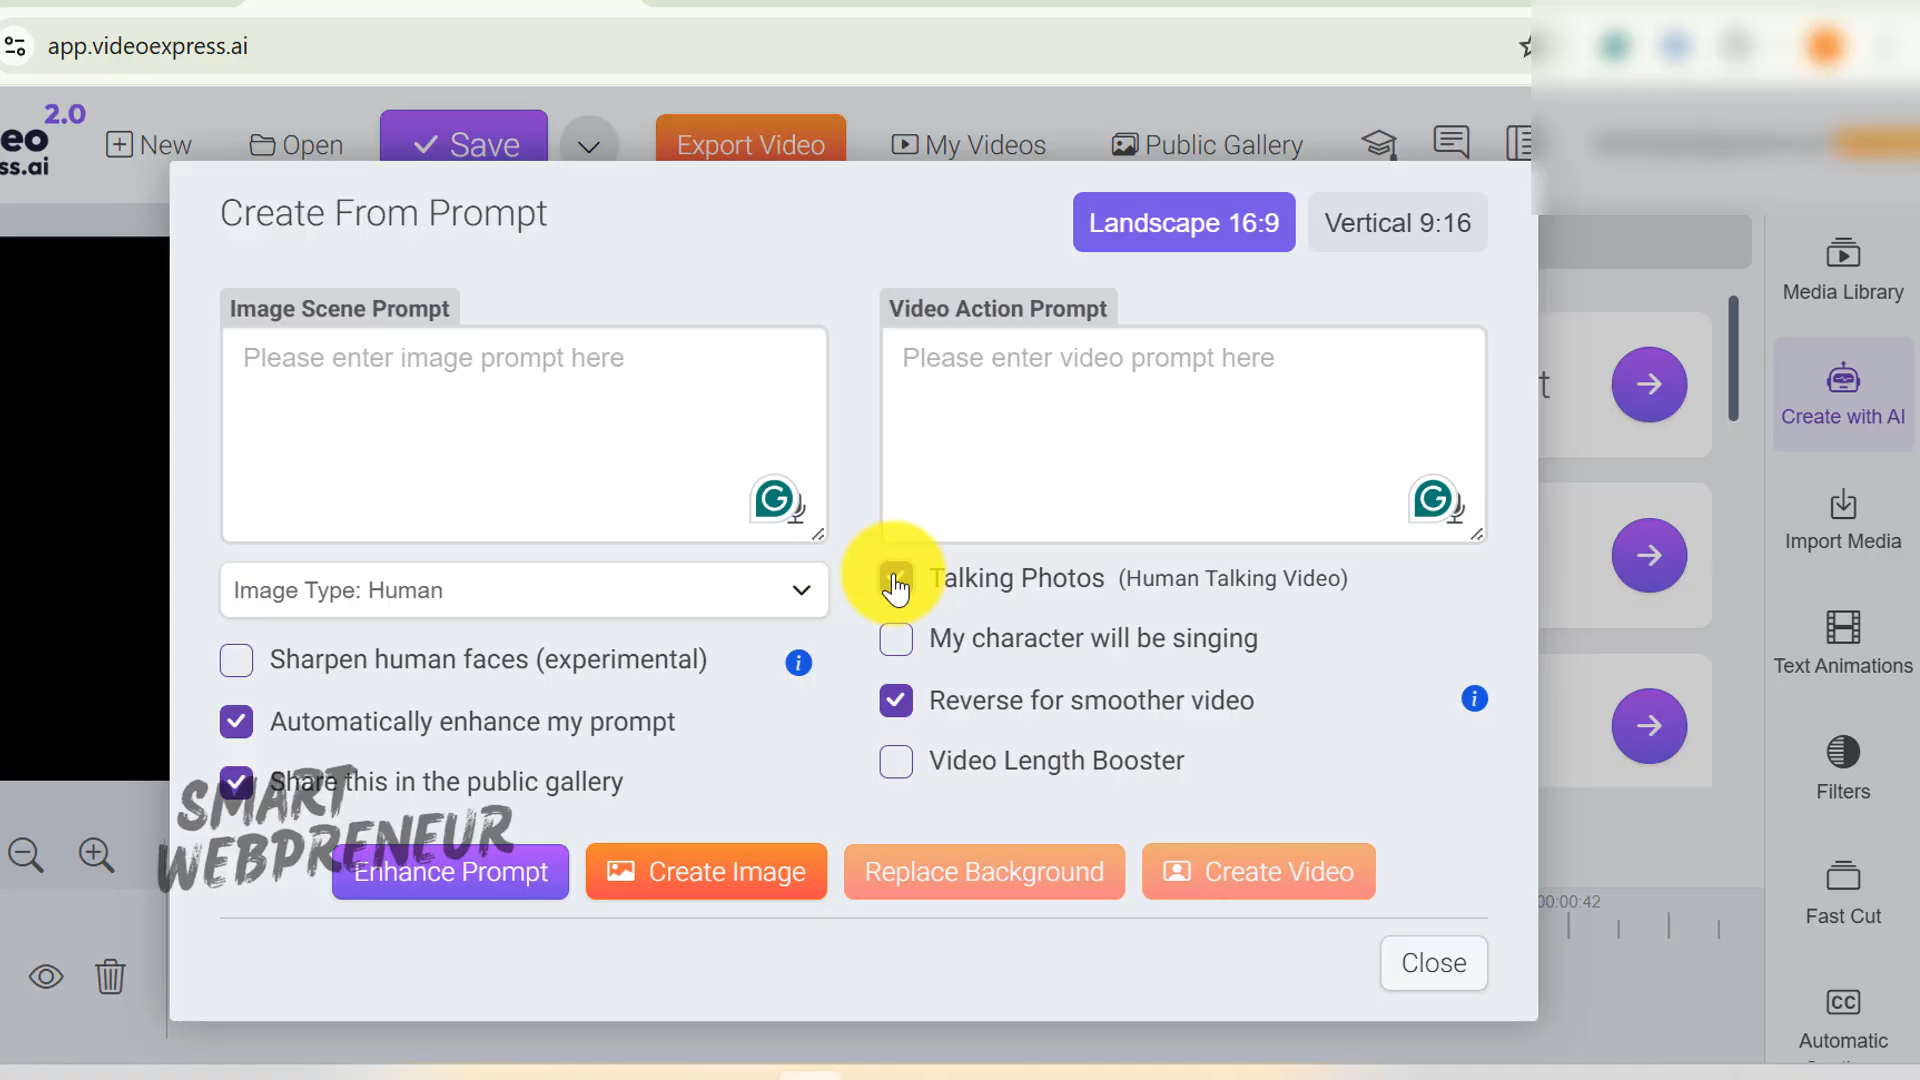 app.videoexpress.ai
eo 2.0
ss.ai
New
Open
Save
Export Video
My Videos
Public Gallery
Create From Prompt
Landscape 16:9
Vertical 9:16
Image Scene Prompt
Please enter image prompt here
Video Action Prompt
Please enter video prompt here
Image Type: Human
Sharpen human faces (experimental)
Automatically enhance my prompt
Share this in the public gallery
Talking Photos (Human Talking Video)
My character will be singing
Reverse for smoother video
Video Length Booster
SMART
WEBPRENEUR
Enhance Prompt
Create Image
Replace Background
Create Video
Close
t
Media Library
Create with AI
Import Media
Text Animations
Filters
Fast Cut
CC
Automatic
00:00:42